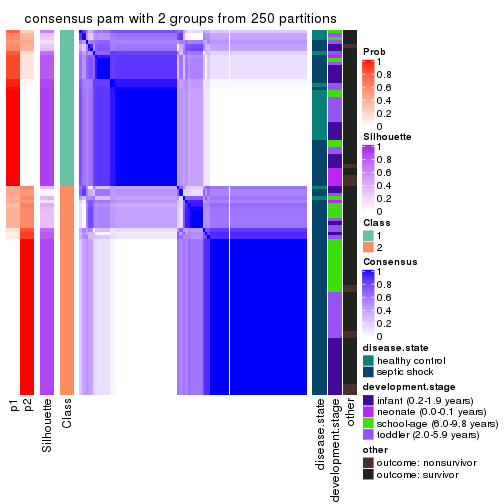 consensus pam with 2 groups from 250 partitions
Prob
1
0.8
0.6
0.4
0.2
0
Silhouette
1
0.8
0.6
0.4
0.2
0
Class
1
2
Consensus
1
0.8
0.6
0.4
0.2
0
disease.state
healthy control
septic shock
development.stage
infant (0.2-1.9 years)
neonate (0.0-0.1 years)
school-age (6.0-9.8 years)
toddler (2.0-5.9 years)
other
outcome: nonsurvivor
outcome: survivor
p1
p2
Silhouette
Class
disease.state
development.stage
other